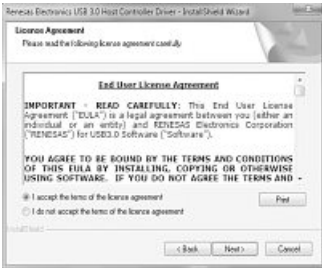 Renesas Electronics USB 3.0 Host Controller Driver - InstallShield Wizard
License Agreement
Please read the following license agreement carefully.
End User License Agreement
IMPORTANT - READ CAREFULLY: This End User License
Agreement ("EULA") is a legal agreement between you (either an
individual or an entity) and RENESAS Electronics Corporation
("RENESAS") for USB3.0 Software ("Software").
YOU AGREE TO BE BOUND BY THE TERMS AND CONDITIONS
OF THIS EULA BY INSTALLING, COPYING OR OTHERWISE
USING SOFTWARE. IF YOU DO NOT AGREE THE TERMS AND
I accept the terms of the license agreement
Print
I do not accept the terms of the license agreement
InstallShield
< Back
Next >
Cancel